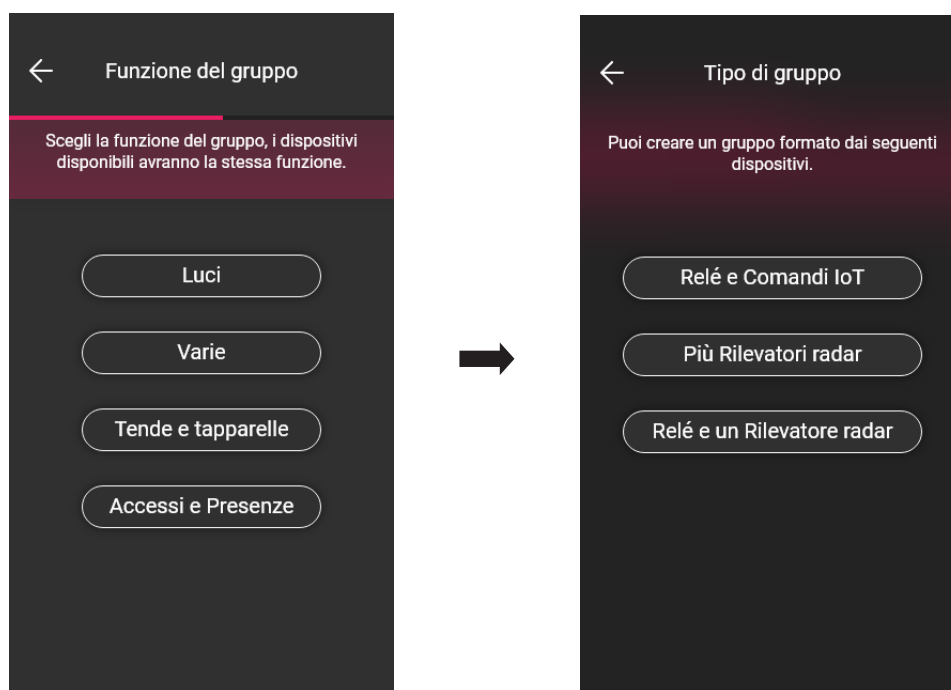 Funzione del gruppo
Scegli la funzione del gruppo, i dispositivi
disponibili avranno la stessa funzione.
Luci
Varie
Tende e tapparelle
Accessi e Presenze
Tipo di gruppo
Puoi creare un gruppo formato dai seguenti
dispositivi.
Relé e Comandi IoT
Più Rilevatori radar
Relé e un Rilevatore radar